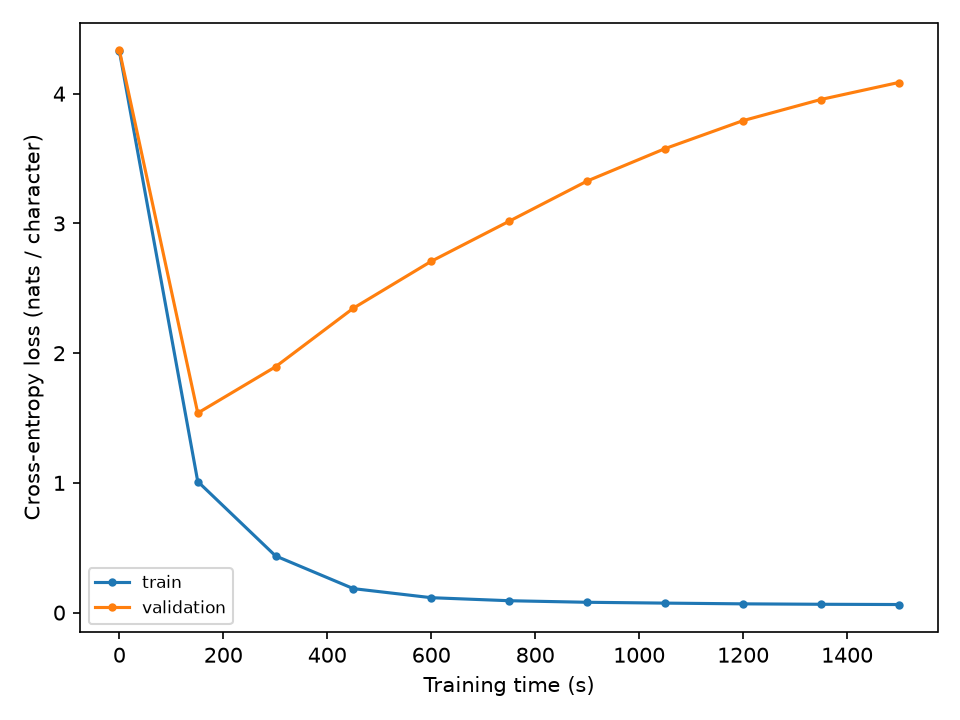 4
3
2
1
0
Cross-entropy loss (nats / character)
train
validation
0 200 400 600 800 1000 1200 1400
Training time (s)